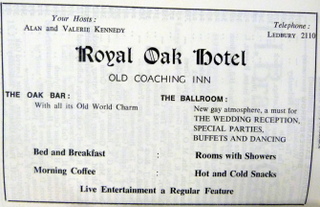 Your Hosts:
Alan and Valerie Kennedy
Telephone:
Ledbury 2110
Royal Oak Hotel
OLD COACHING INN
THE OAK BAR:
With all its Old World Charm
THE BALLROOM:
New gay atmosphere, a must for
THE WEDDING RECEPTION,
SPECIAL PARTIES,
BUFFETS AND DANCING
Bed and Breakfast : Rooms with Showers
Morning Coffee : Hot and Cold Snacks
Live Entertainment a Regular Feature